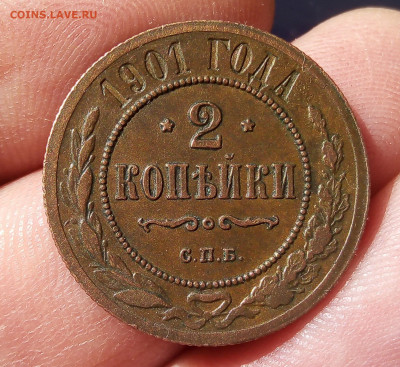 COINS.LAVE.RU
1901 ГОДА
* 2 *
КОПѢЙКИ
С.П.Б.